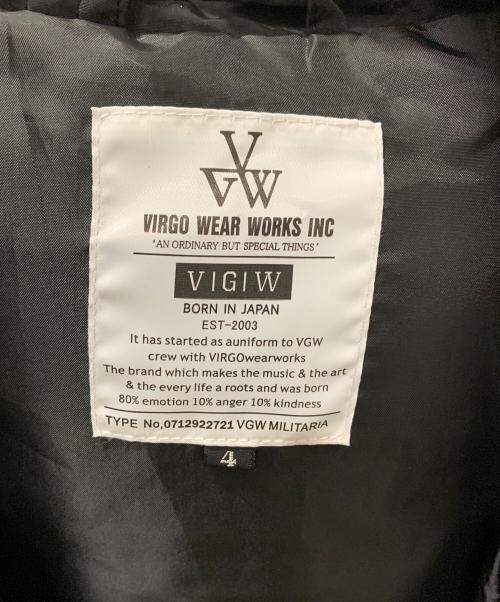 V
GW
VIRGO WEAR WORKS INC
'AN ORDINARY BUT SPECIAL THINGS'
V|G|W
BORN IN JAPAN
EST-2003
It has started as auniform to VGW
crew with VIRGOwearworks
The brand which makes the music & the art
& the every life a roots and was born
80% emotion 10% anger 10% kindness
TYPE No,0712922721 VGW MILITARIA
4